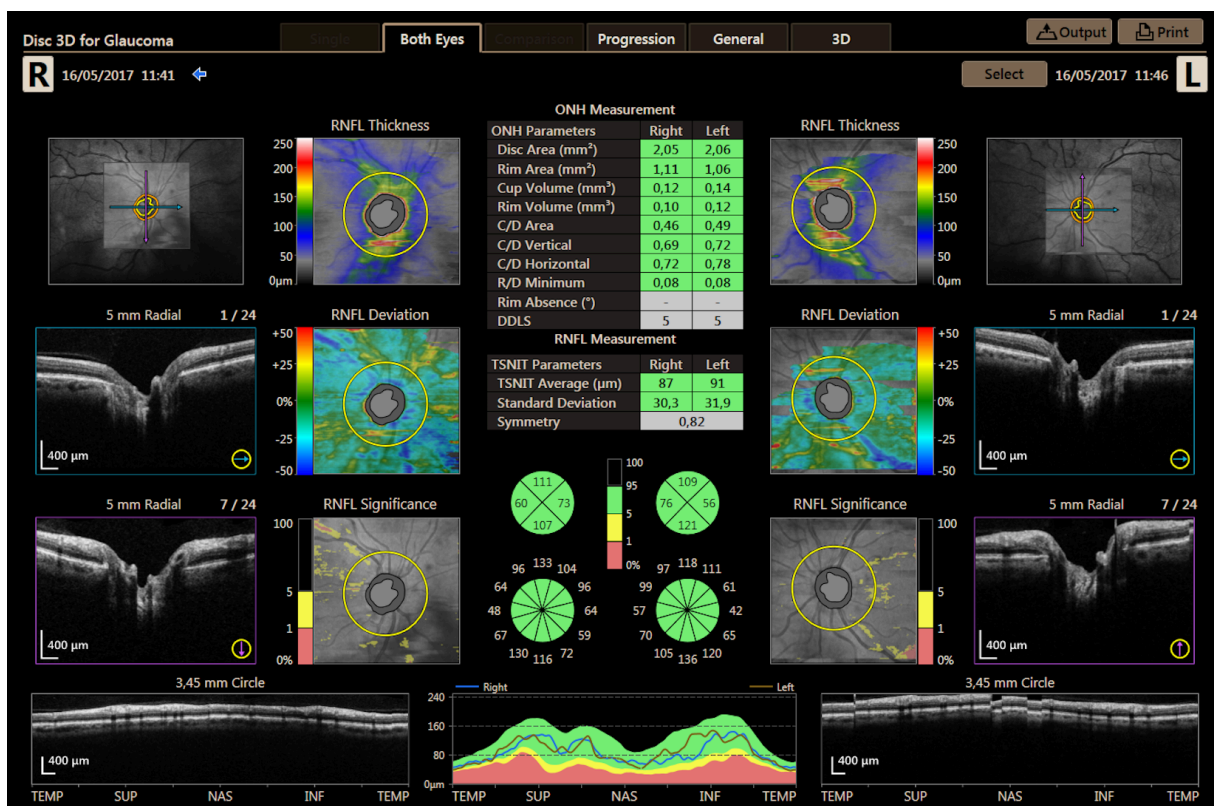 Disc 3D for Glaucoma
Single Both Eyes Comparison Progression General 3D
Output Print
R 16/05/2017 11:41
Select 16/05/2017 11:46 L
ONH Measurement
ONH Parameters Right Left
Disc Area (mm²) 2,05 2,06
Rim Area (mm²) 1,11 1,06
Cup Volume (mm³) 0,12 0,14
Rim Volume (mm³) 0,10 0,12
C/D Area 0,46 0,49
C/D Vertical 0,69 0,72
C/D Horizontal 0,72 0,78
R/D Minimum 0,08 0,08
Rim Absence (°) - -
DDLS 5 5
RNFL Thickness
250
200
150
100
50
0µm
RNFL Thickness
250
200
150
100
50
0µm
5 mm Radial 1 / 24
400 µm
RNFL Deviation
+50
+25
0%
-25
-50
RNFL Measurement
TSNIT Parameters Right Left
TSNIT Average (µm) 87 91
Standard Deviation 30,3 31,9
Symmetry 0,82
RNFL Deviation
+50
+25
0%
-25
-50
5 mm Radial 1 / 24
400 µm
5 mm Radial 7 / 24
400 µm
RNFL Significance
100
5
1
0%
111
60 73
107
100
95
5
1
0%
109
76 56
121
96 133 104
64 96
48 64
67 59
130 116 72
97 118 111
99 61
57 42
70 65
105 136 120
RNFL Significance
100
5
1
0%
5 mm Radial 7 / 24
400 µm
3,45 mm Circle
400 µm
TEMP SUP NAS INF TEMP
Right Left
240
160
80
0µm
TEMP SUP NAS INF TEMP
3,45 mm Circle
400 µm
TEMP SUP NAS INF TEMP